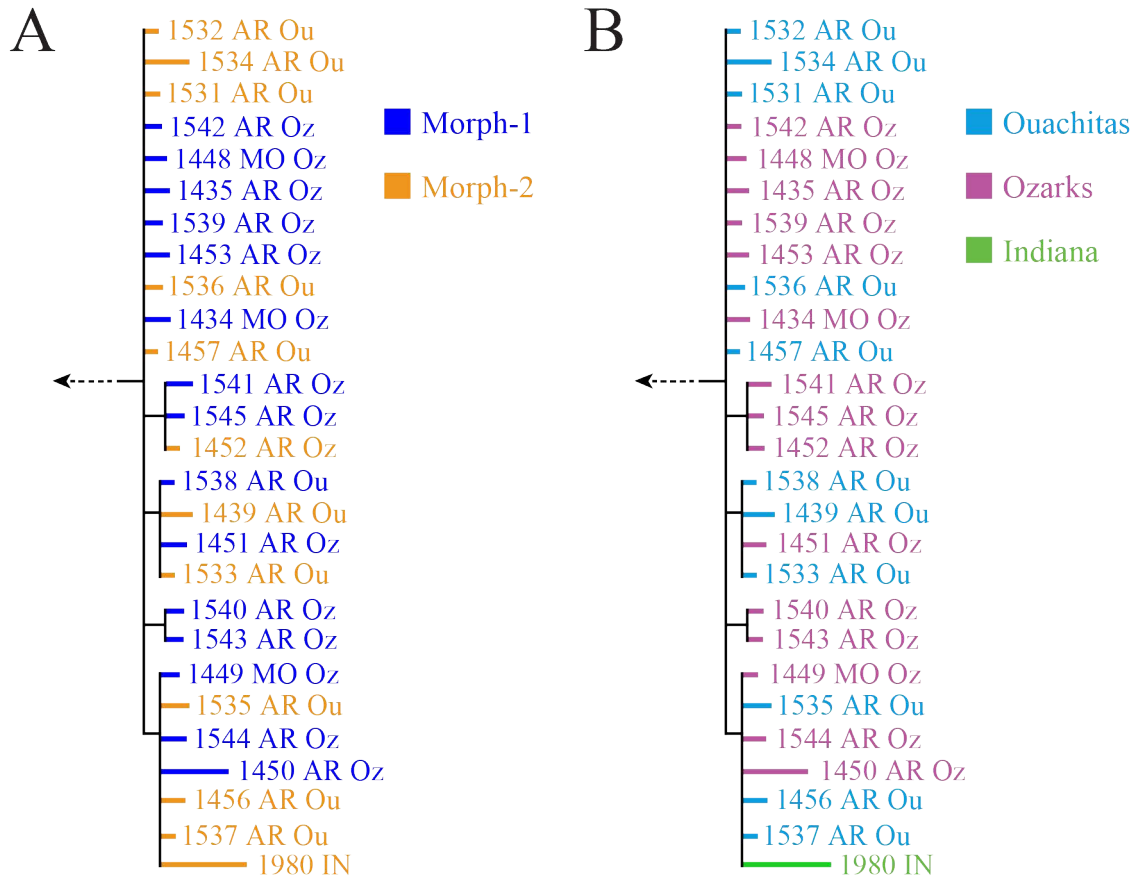 A
1532 AR Ou
1534 AR Ou
1531 AR Ou
1542 AR Oz
1448 MO Oz
1435 AR Oz
1539 AR Oz
1453 AR Oz
1536 AR Ou
1434 MO Oz
1457 AR Ou
1541 AR Oz
1545 AR Oz
1452 AR Oz
1538 AR Ou
1439 AR Ou
1451 AR Oz
1533 AR Ou
1540 AR Oz
1543 AR Oz
1449 MO Oz
1535 AR Ou
1544 AR Oz
1450 AR Oz
1456 AR Ou
1537 AR Ou
1980 IN
Morph-1
Morph-2
B
1532 AR Ou
1534 AR Ou
1531 AR Ou
1542 AR Oz
1448 MO Oz
1435 AR Oz
1539 AR Oz
1453 AR Oz
1536 AR Ou
1434 MO Oz
1457 AR Ou
1541 AR Oz
1545 AR Oz
1452 AR Oz
1538 AR Ou
1439 AR Ou
1451 AR Oz
1533 AR Ou
1540 AR Oz
1543 AR Oz
1449 MO Oz
1535 AR Ou
1544 AR Oz
1450 AR Oz
1456 AR Ou
1537 AR Ou
1980 IN
Ouachitas
Ozarks
Indiana